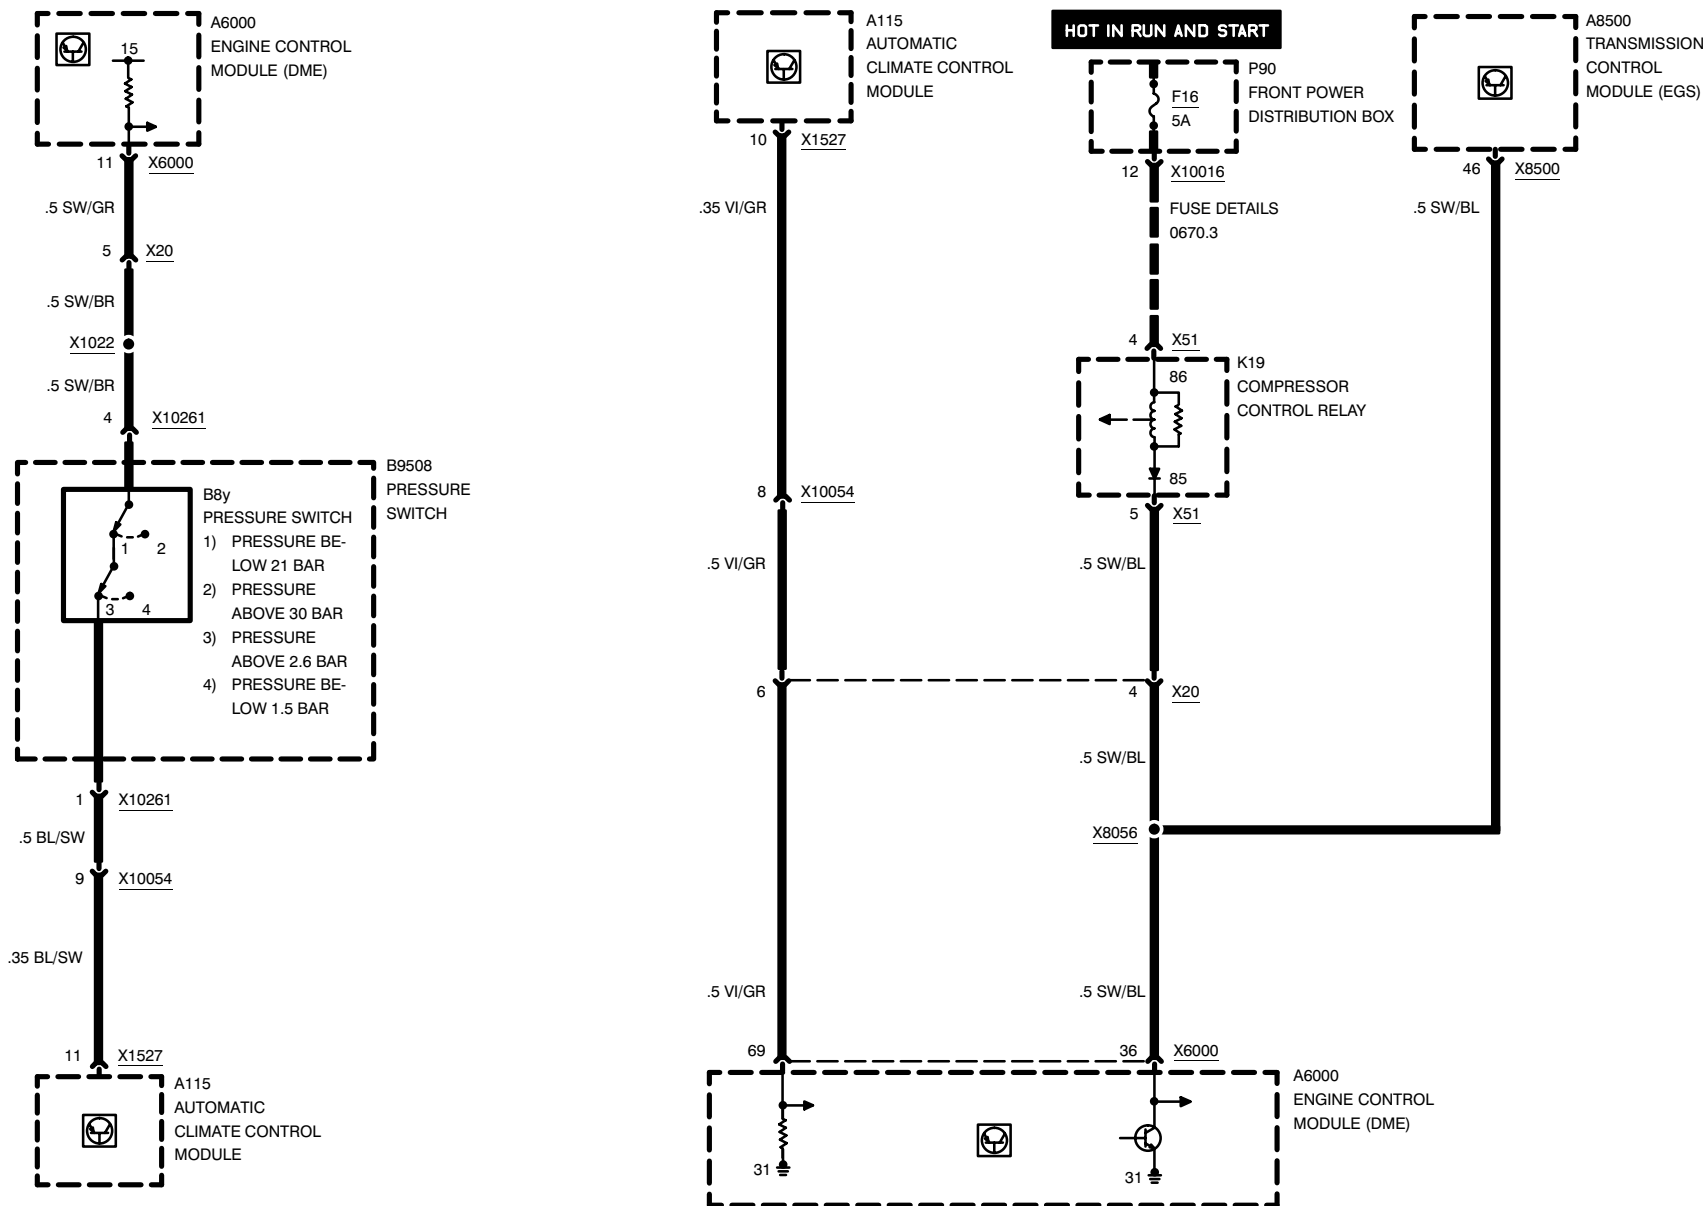 A6000
ENGINE CONTROL
MODULE (DME)
15
11
X6000
.5 SW/GR
5
X20
.5 SW/BR
X1022
.5 SW/BR
4
X10261
B9508
PRESSURE
SWITCH
B8y
PRESSURE SWITCH
1) PRESSURE BE-
LOW 21 BAR
2) PRESSURE
ABOVE 30 BAR
3) PRESSURE
ABOVE 2.6 BAR
4) PRESSURE BE-
LOW 1.5 BAR
1
2
3
4
1
X10261
.5 BL/SW
9
X10054
.35 BL/SW
11
X1527
A115
AUTOMATIC
CLIMATE CONTROL
MODULE
A115
AUTOMATIC
CLIMATE CONTROL
MODULE
10
X1527
.35 VI/GR
8
X10054
.5 VI/GR
6
.5 VI/GR
69
31
HOT IN RUN AND START
P90
FRONT POWER
DISTRIBUTION BOX
F16
5A
12
X10016
FUSE DETAILS
0670.3
4
X51
K19
COMPRESSOR
CONTROL RELAY
86
85
5
X51
.5 SW/BL
4
X20
.5 SW/BL
X8056
.5 SW/BL
36
X6000
A6000
ENGINE CONTROL
MODULE (DME)
31
A8500
TRANSMISSION
CONTROL
MODULE (EGS)
46
X8500
.5 SW/BL